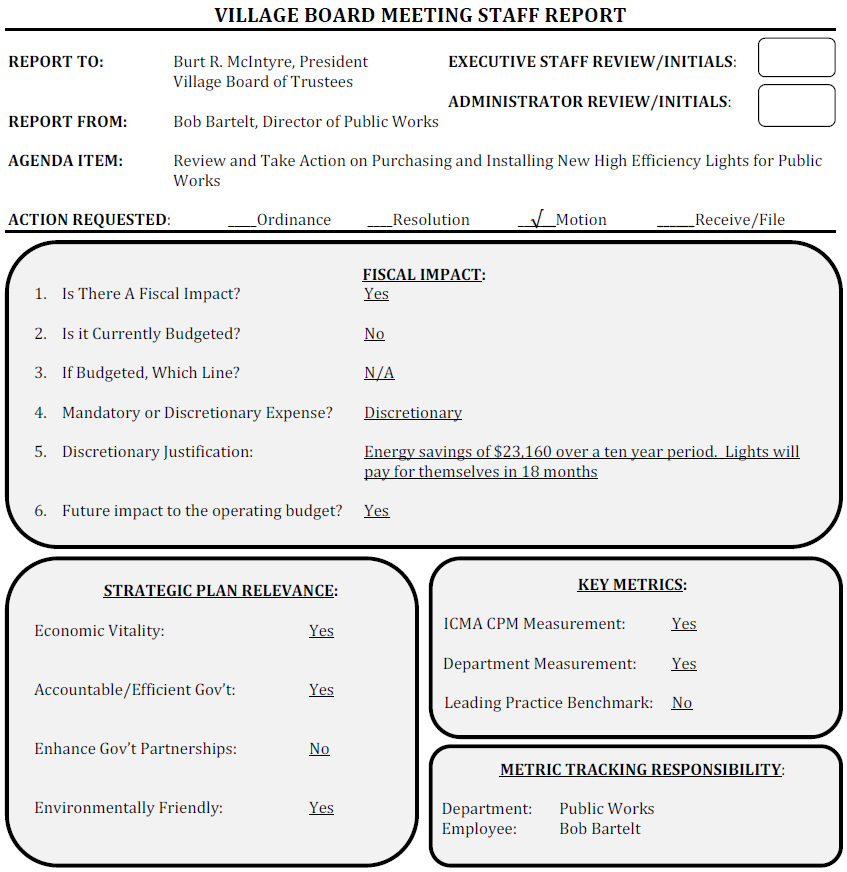 VILLAGE BOARD MEETING STAFF REPORT
REPORT TO: Burt R. McIntyre, President EXECUTIVE STAFF REVIEW/INITIALS:
Village Board of Trustees
ADMINISTRATOR REVIEW/INITIALS:
REPORT FROM: Bob Bartelt, Director of Public Works
AGENDA ITEM: Review and Take Action on Purchasing and Installing New High Efficiency Lights for Public
Works
ACTION REQUESTED: ____Ordinance ____Resolution __√__Motion ______Receive/File
FISCAL IMPACT:
1. Is There A Fiscal Impact? Yes
2. Is it Currently Budgeted? No
3. If Budgeted, Which Line? N/A
4. Mandatory or Discretionary Expense? Discretionary
5. Discretionary Justification: Energy savings of $23,160 over a ten year period. Lights will
pay for themselves in 18 months
6. Future impact to the operating budget? Yes
STRATEGIC PLAN RELEVANCE:
Economic Vitality: Yes
Accountable/Efficient Gov't: Yes
Enhance Gov't Partnerships: No
Environmentally Friendly: Yes
KEY METRICS:
ICMA CPM Measurement: Yes
Department Measurement: Yes
Leading Practice Benchmark: No
METRIC TRACKING RESPONSIBILITY:
Department: Public Works
Employee: Bob Bartelt